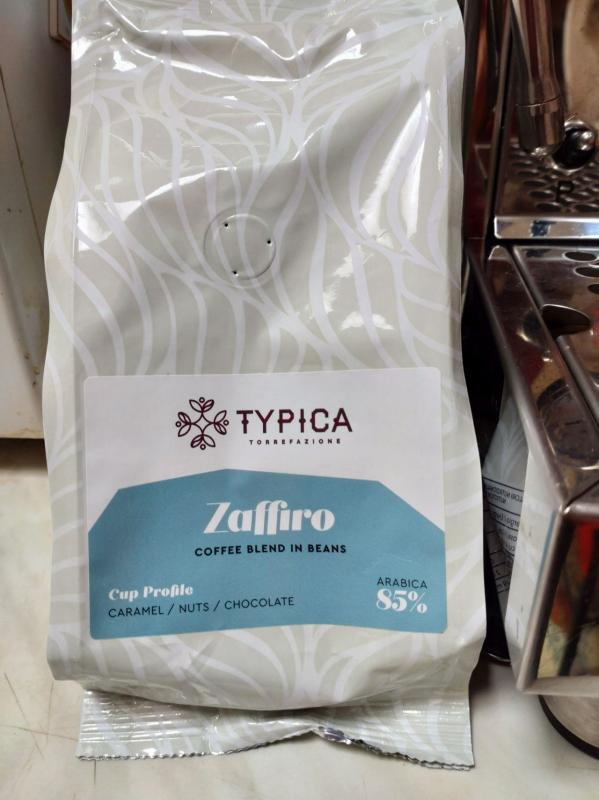 TYPICA
TORREFAZIONE
Zaffiro
COFFEE BLEND IN BEANS
Cup Profile
CARAMEL / NUTS / CHOCOLATE
ARABICA
85%